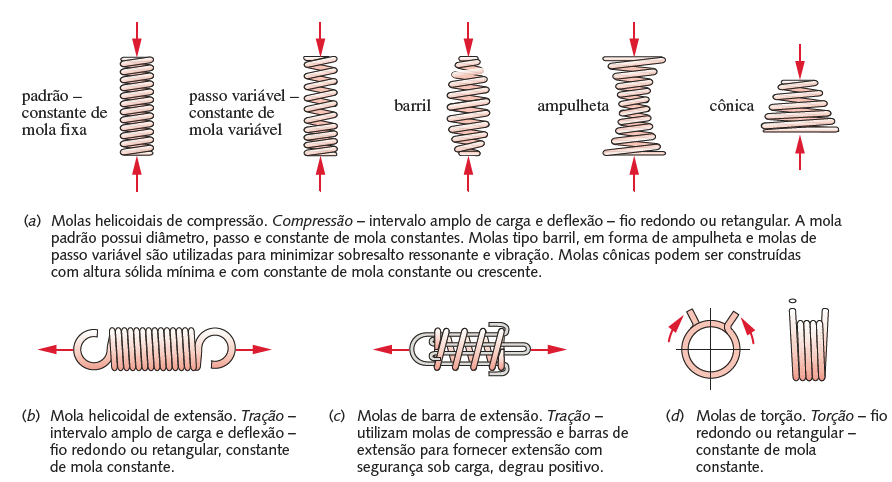 padrão –
constante de
mola fixa
passo variável –
constante de
mola variável
barril
ampulheta
cônica
(a) Molas helicoidais de compressão. Compressão – intervalo amplo de carga e deflexão – fio redondo ou retangular. A mola
padrão possui diâmetro, passo e constante de mola constantes. Molas tipo barril, em forma de ampulheta e molas de
passo variável são utilizadas para minimizar sobresalto ressonante e vibração. Molas cônicas podem ser construídas
com altura sólida mínima e com constante de mola constante ou crescente.
(b) Mola helicoidal de extensão. Tração –
intervalo amplo de carga e deflexão –
fio redondo ou retangular, constante
de mola constante.
(c) Molas de barra de extensão. Tração –
utilizam molas de compressão e barras de
extensão para fornecer extensão com
segurança sob carga, degrau positivo.
(d) Molas de torção. Torção – fio
redondo ou retangular –
constante de mola
constante.